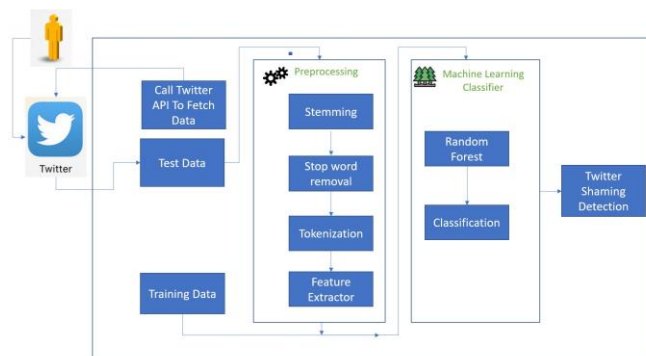 Twitter
Call Twitter
API To Fetch
Data
Test Data
Training Data
Preprocessing
Stemming
Stop word
removal
Tokenization
Feature
Extractor
Machine Learning
Classifier
Random
Forest
Classification
Twitter
Shaming
Detection